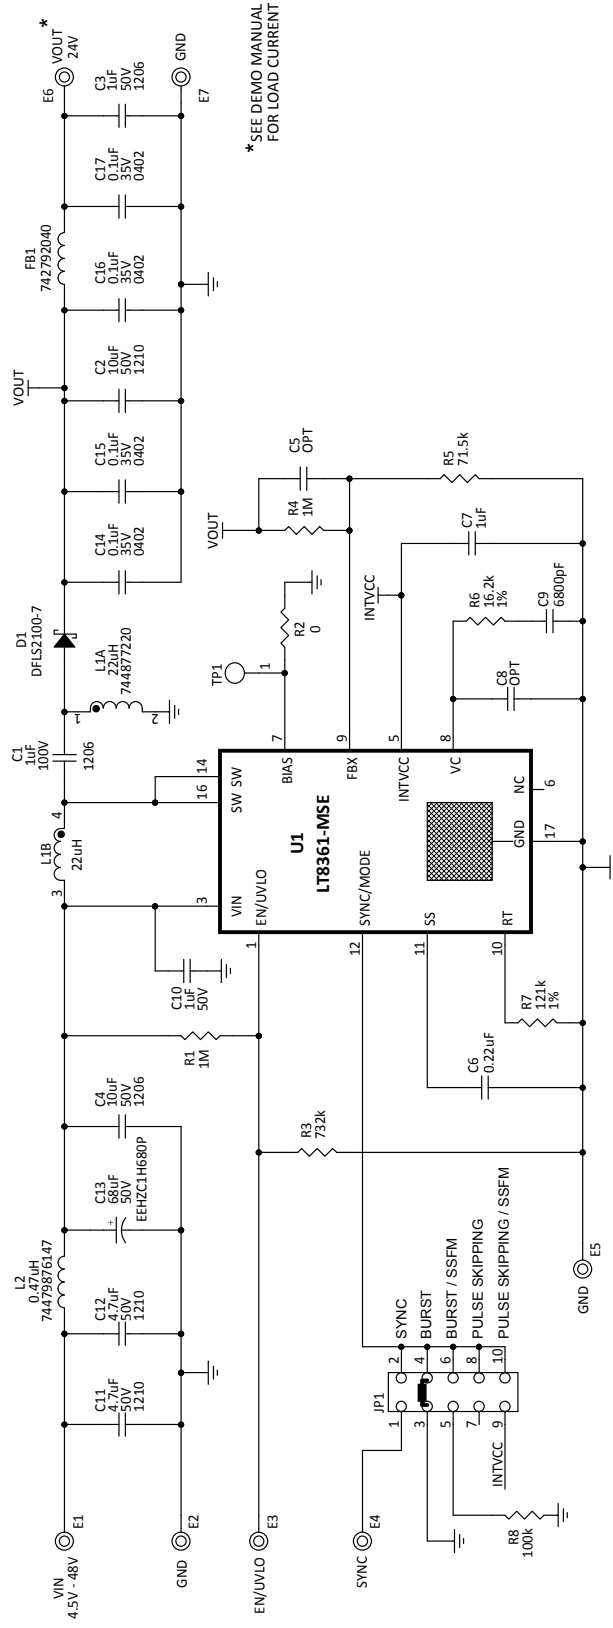 VIN
4.5V - 48V
E1
GND
E2
EN/UVLO
E3
SYNC
E4
C11
4.7uF
50V
1210
C12
4.7uF
50V
1210
L2
0.47uH
74479876147
C13
68uF
50V
EEHZC1H680P
+
C4
10uF
50V
1206
R1
1M
C10
1uF
50V
L1B
22uH
3
4
C1
1uF
100V
1206
L1A
22uH
744877220
1
2
D1
DFLS2100-7
C14
0.1uF
35V
0402
C15
0.1uF
35V
0402
VOUT
C2
10uF
50V
1210
C16
0.1uF
35V
0402
FB1
742792040
C17
0.1uF
35V
0402
C3
1uF
50V
1206
E6
VOUT *
24V
GND
E7
*SEE DEMO MANUAL
FOR LOAD CURRENT
U1
LT8361-MSE
3
VIN
16
SW
14
SW
1
EN/UVLO
12
SYNC/MODE
11
SS
10
RT
7
BIAS
9
FBX
5
INTVCC
8
VC
NC
6
GND
17
TP1
1
R2
0
VOUT
R4
1M
C5
OPT
R5
71.5k
INTVCC
C7
1uF
R6
16.2k
1%
C9
6800pF
C8
OPT
R7
121k
1%
C6
0.22uF
R3
732k
GND
E5
JP1
1
2
SYNC
3
4
BURST
5
6
BURST / SSFM
7
8
PULSE SKIPPING
9
10
PULSE SKIPPING / SSFM
INTVCC
R8
100k